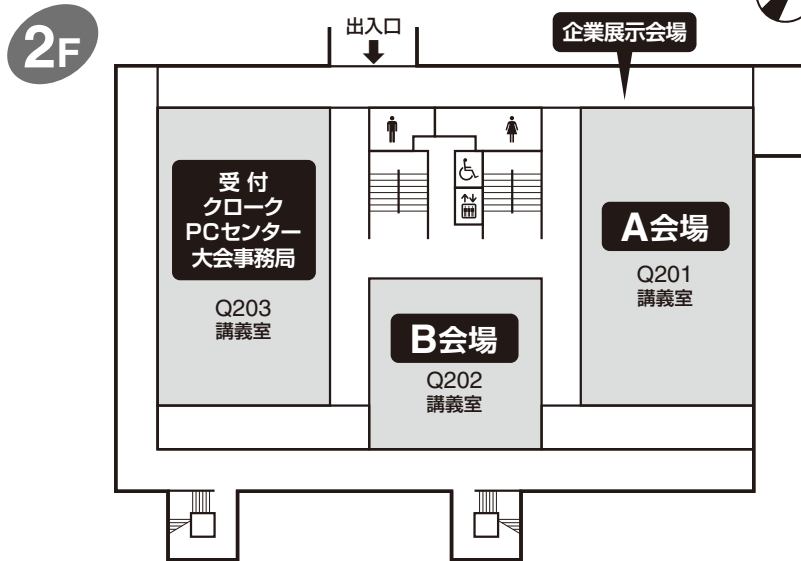 2F
出入口
企業展示会場
受付
クローク
PCセンター
大会事務局
Q203
講義室
B会場
Q202
講義室
A会場
Q201
講義室